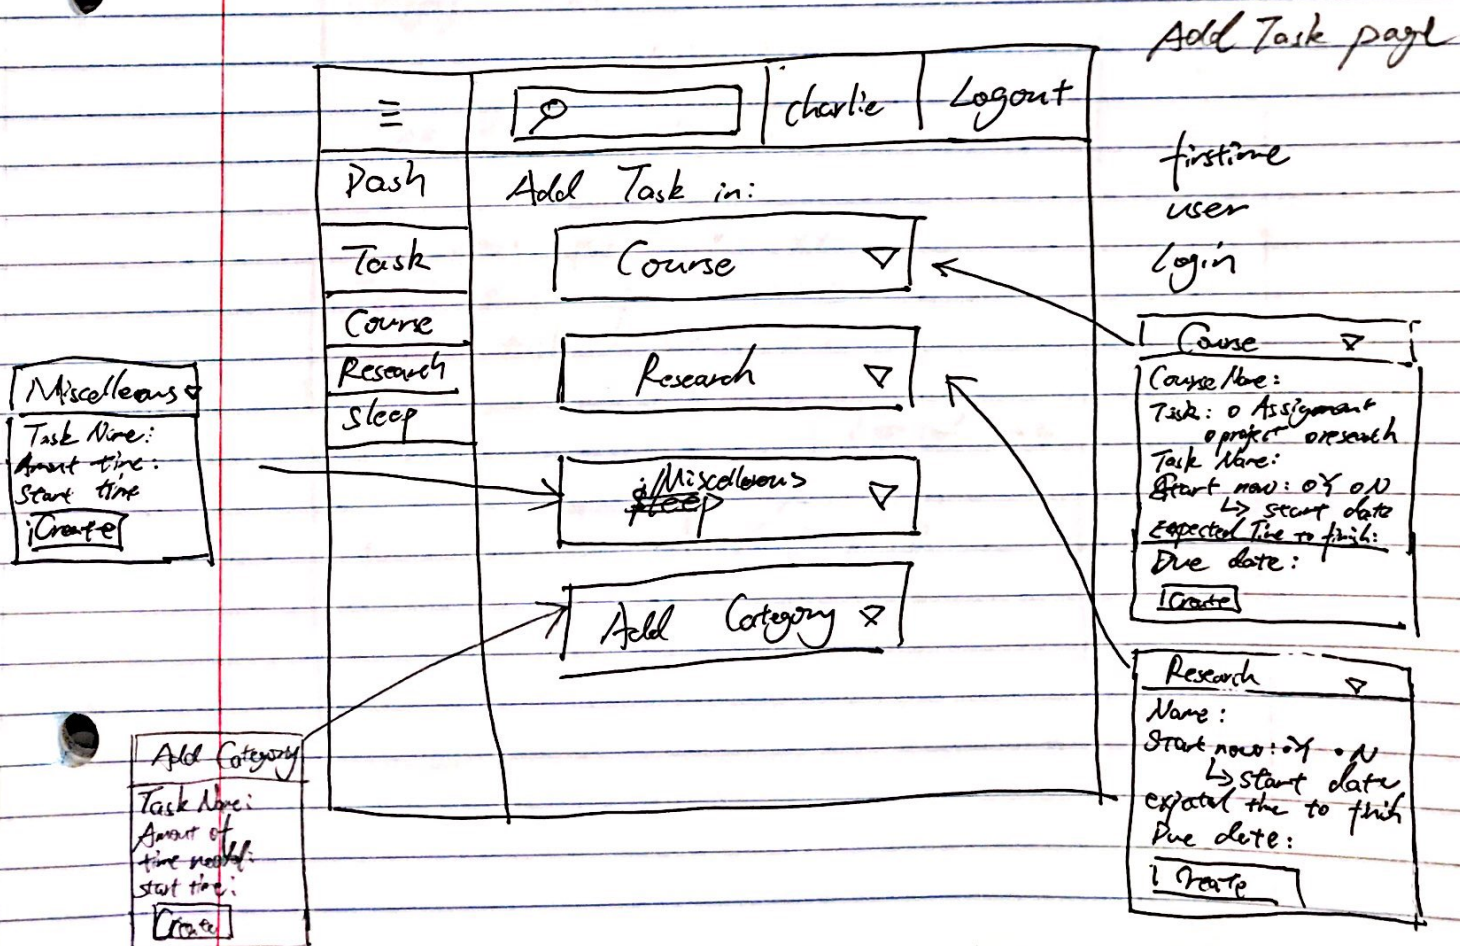 Add Task page
charlie
Logout
Dash
Task
Course
Research
Sleep
Add Task in:
Course
Research
Miscelleous
sleep
Add Category
firstime
user
login
Course
Course Name:
Task: o Assignment
o project o research
Task Name:
Start now: o Y o N
↳ start date
Expected Time to finish:
Due date:
Create
Research
Name:
Start now: o Y o N
↳ start date
time to finish
Due date:
Create
Miscelleous
Task Name:
Amount time:
Start time
Create
Add Category
Task Name:
Amount of
time needed:
start time:
Create